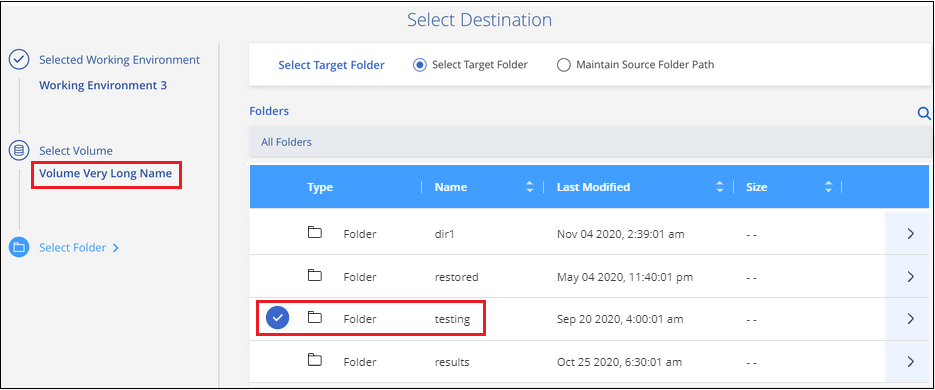 Select Destination
Selected Working Environment
Working Environment 3
Select Volume
Volume Very Long Name
Select Folder
Select Target Folder Select Target Folder Maintain Source Folder Path
Folders
All Folders
Type Name Last Modified Size
Folder dir1 Nov 04 2020, 2:39:01 am --
Folder restored May 04 2020, 11:40:01 pm --
Folder testing Sep 20 2020, 4:00:01 am --
Folder results Oct 25 2020, 6:30:01 am --